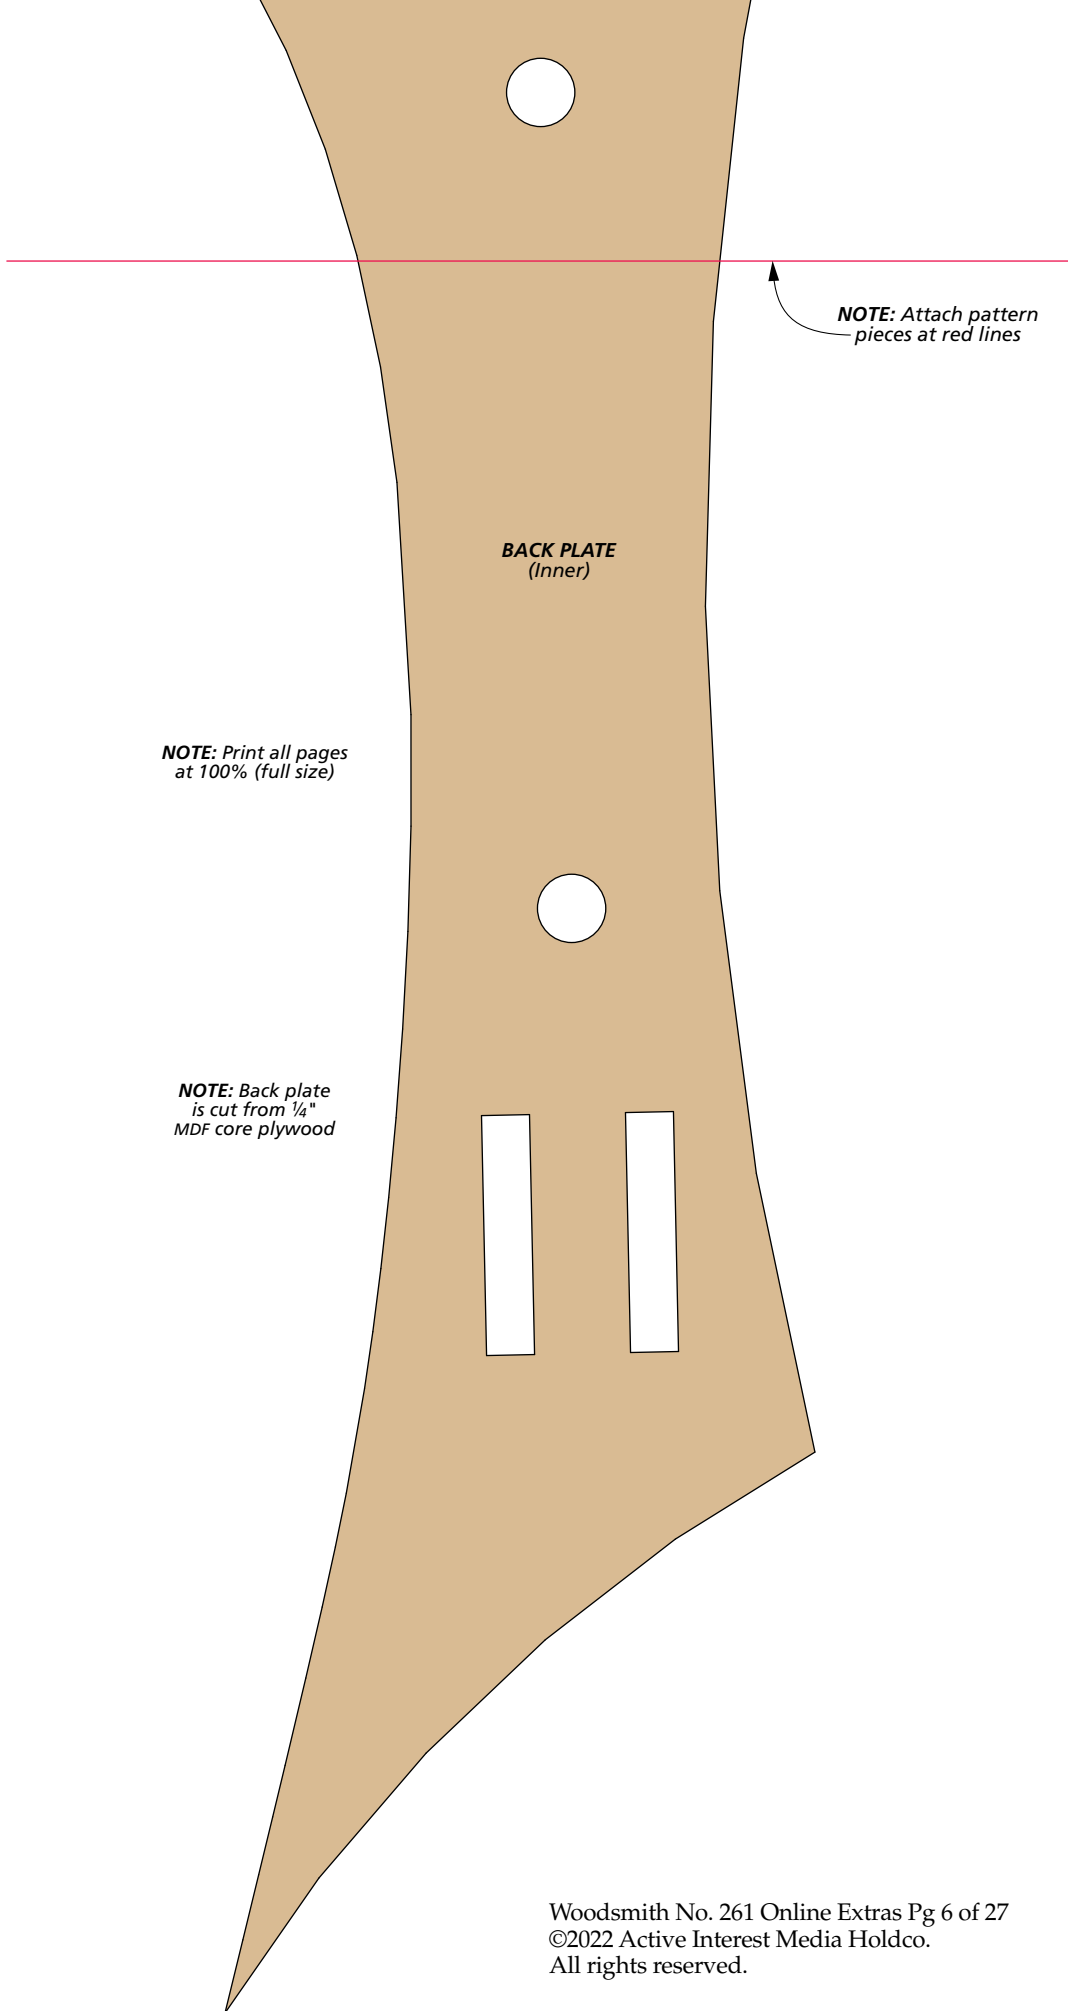 NOTE: Attach pattern
pieces at red lines
BACK PLATE
(Inner)
NOTE: Print all pages
at 100% (full size)
NOTE: Back plate
is cut from ¼"
MDF core plywood
Woodsmith No. 261 Online Extras Pg 6 of 27
©2022 Active Interest Media Holdco.
All rights reserved.